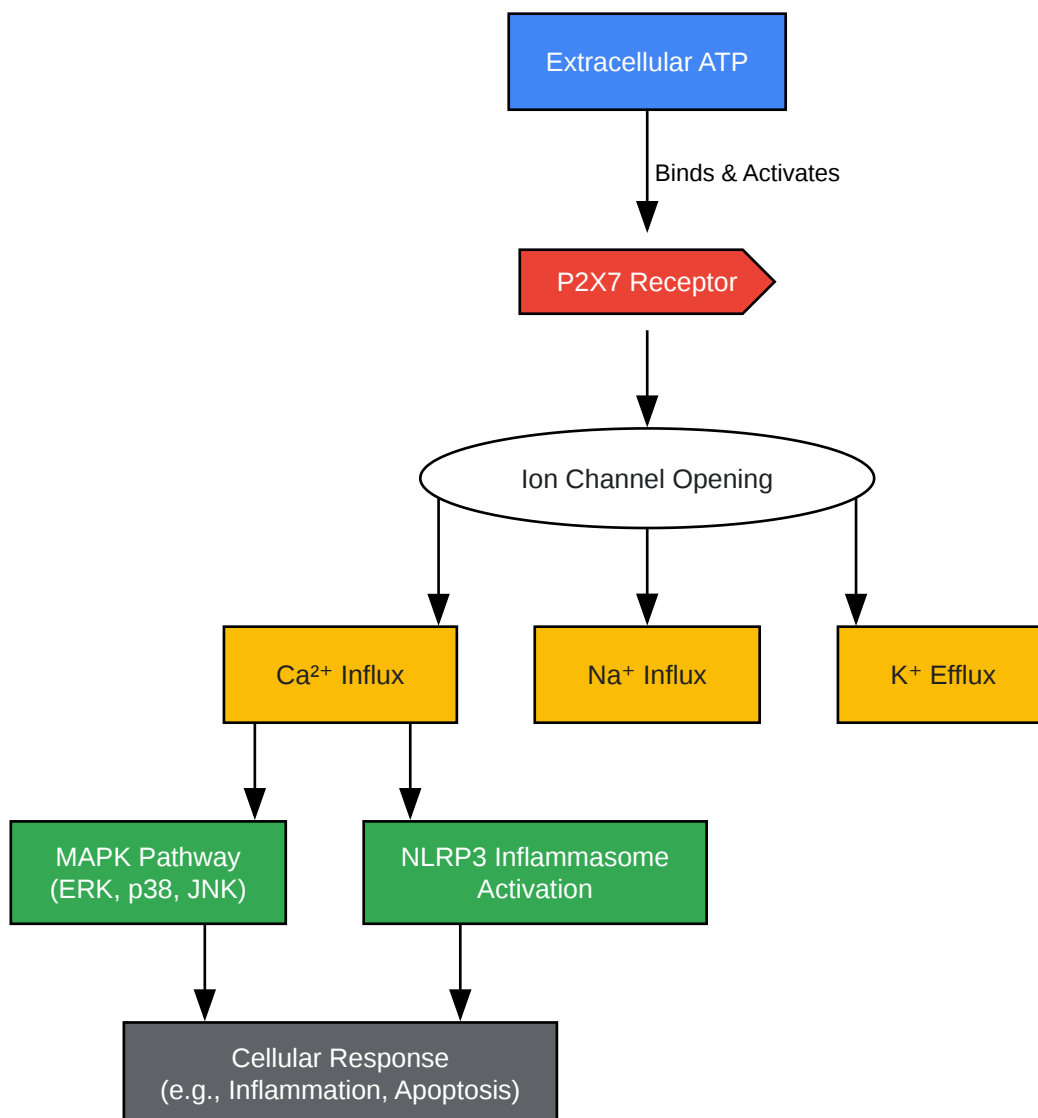 Extracellular ATP
Binds & Activates
P2X7 Receptor
Ion Channel Opening
Ca²⁺ Influx
Na⁺ Influx
K⁺ Efflux
MAPK Pathway
(ERK, p38, JNK)
NLRP3 Inflammasome
Activation
Cellular Response
(e.g., Inflammation, Apoptosis)